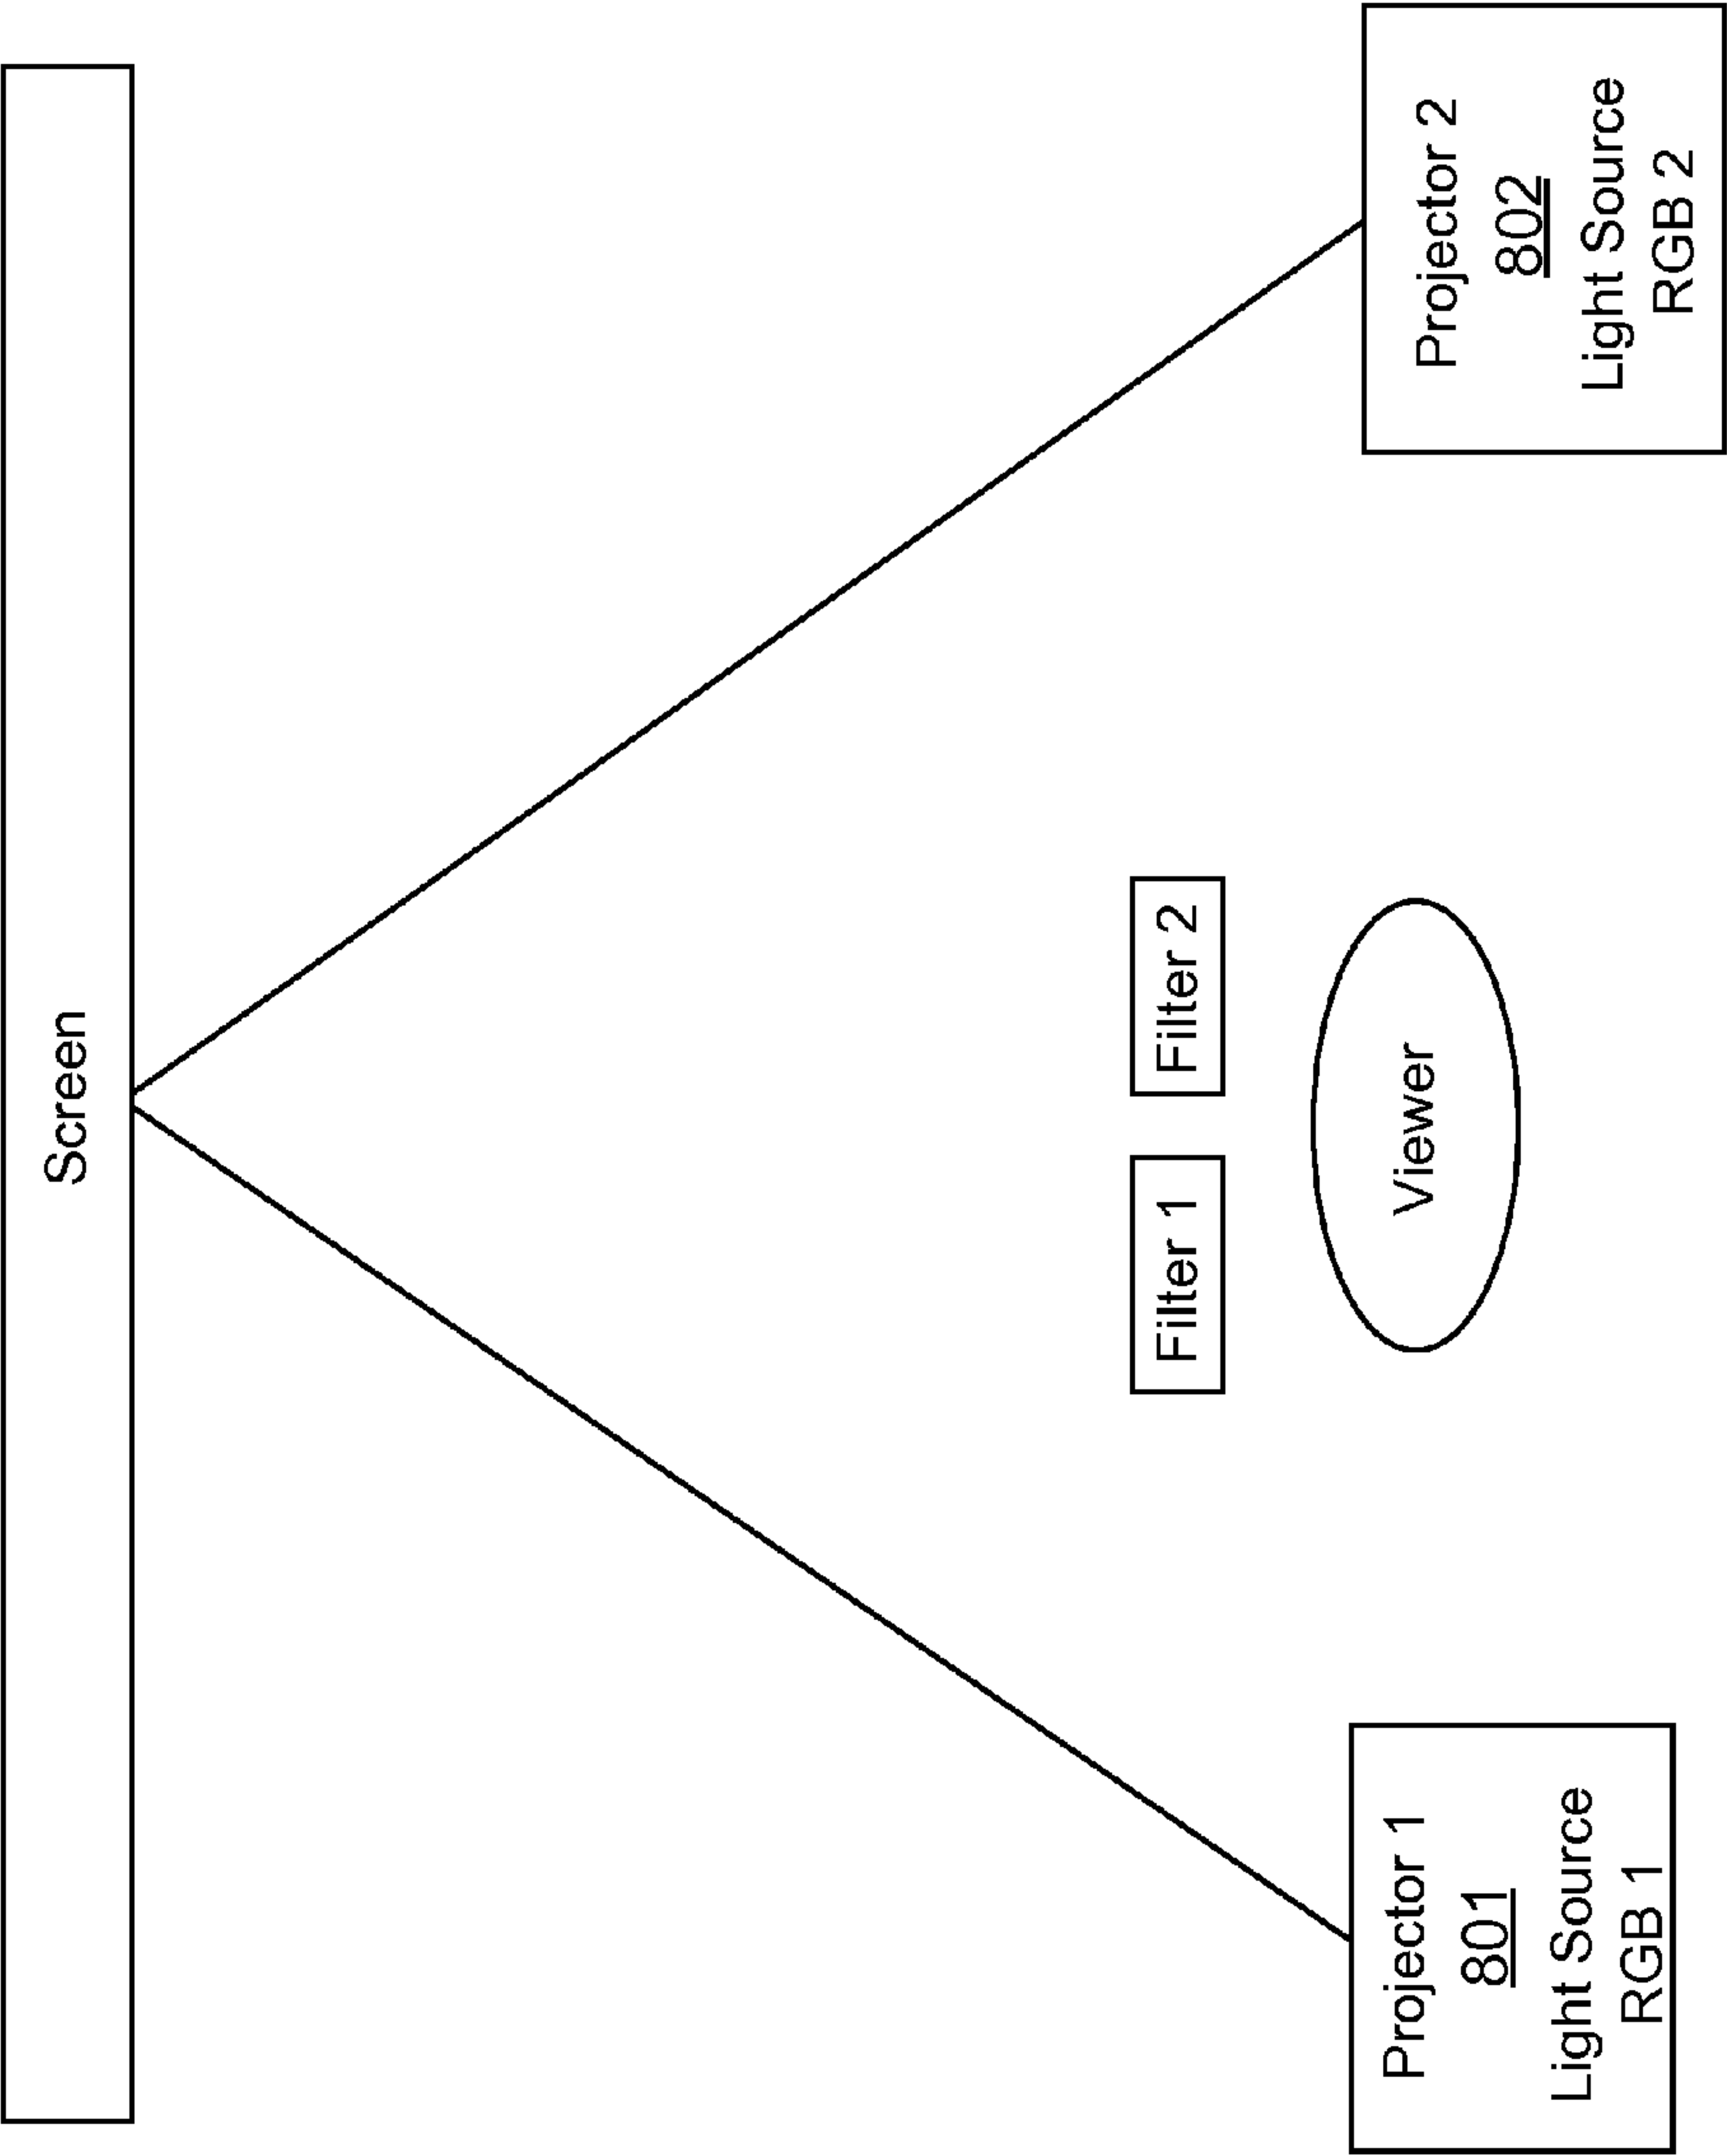 Screen
Filter 1
Filter 2
Viewer
Projector 1
801
Light Source
RGB 1
Projector 2
802
Light Source
RGB 2